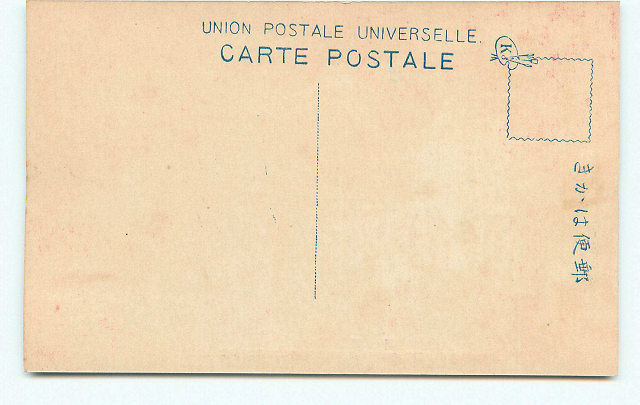 UNION POSTALE UNIVERSELLE.
CARTE POSTALE
K
きかは便郵